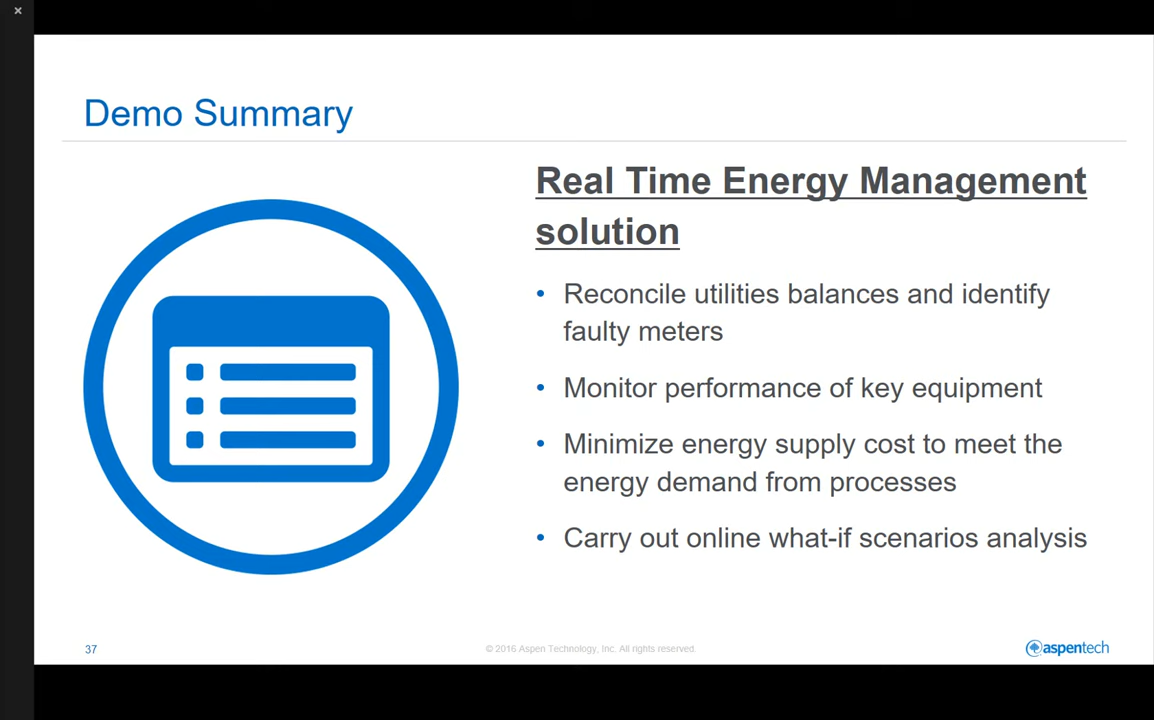 Demo Summary
Real Time Energy Management
solution
• Reconcile utilities balances and identify
faulty meters
• Monitor performance of key equipment
• Minimize energy supply cost to meet the
energy demand from processes
• Carry out online what-if scenarios analysis
37
© 2016 Aspen Technology, Inc. All rights reserved.
aspentech